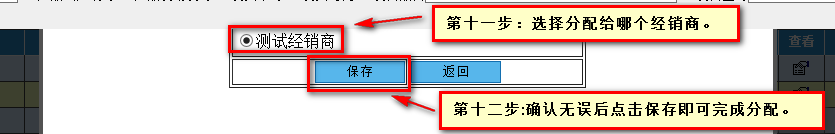 第十一步：选择分配给哪个经销商。
测试经销商
查看
保存 返回
第十二步:确认无误后点击保存即可完成分配。